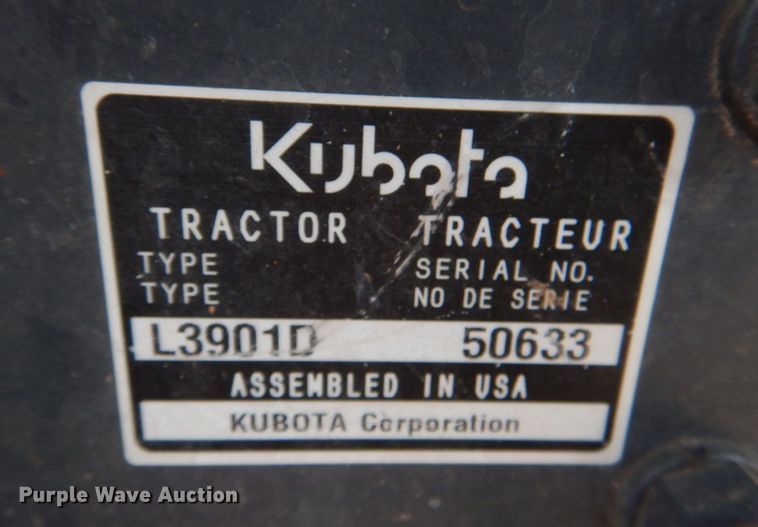 Kubota
TRACTOR TRACTEUR
TYPE SERIAL NO.
TYPE NO DE SERIE
L3901D 50633
ASSEMBLED IN USA
KUBOTA Corporation
Purple Wave Auction